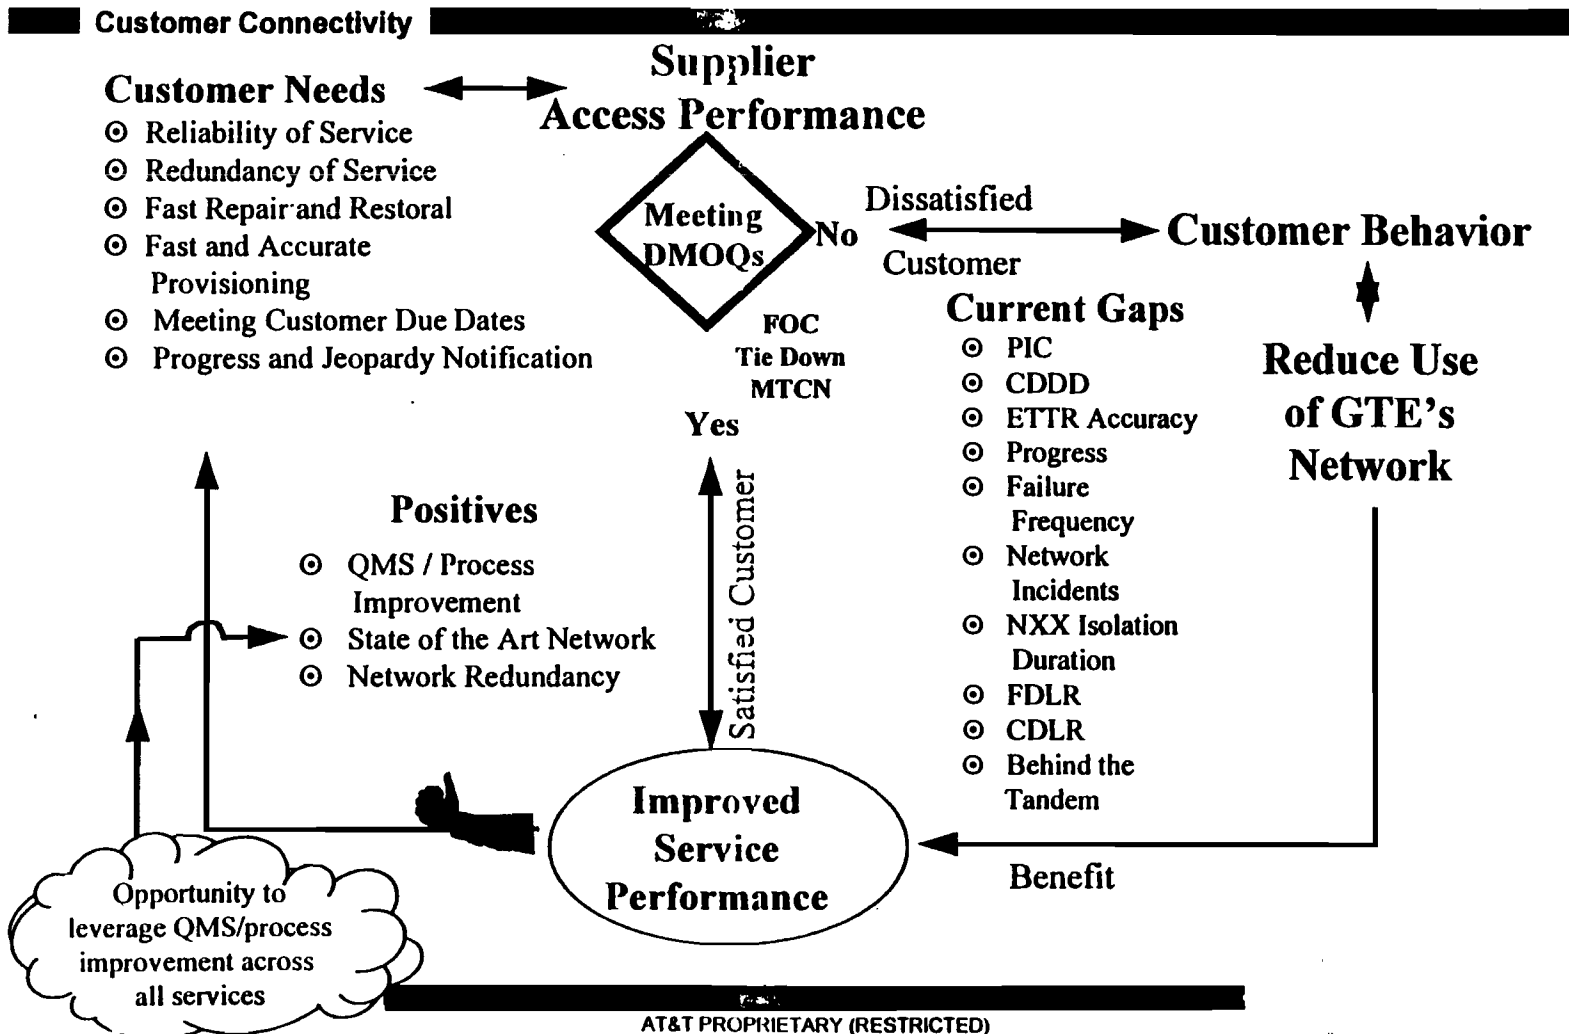 Customer Connectivity
Supplier
Access Performance
Customer Needs
Reliability of Service
Redundancy of Service
Fast Repair and Restoral
Fast and Accurate
Provisioning
Meeting Customer Due Dates
Progress and Jeopardy Notification
Meeting
DMOQs
No
Dissatisfied
Customer
Customer Behavior
FOC
Tie Down
MTCN
Yes
Satisfied Customer
Current Gaps
PIC
CDDD
ETTR Accuracy
Progress
Failure
Frequency
Network
Incidents
NXX Isolation
Duration
FDLR
CDLR
Behind the
Tandem
Reduce Use
of GTE's
Network
Positives
QMS / Process
Improvement
State of the Art Network
Network Redundancy
Improved
Service
Performance
Benefit
Opportunity to
leverage QMS/process
improvement across
all services
AT&T PROPRIETARY (RESTRICTED)